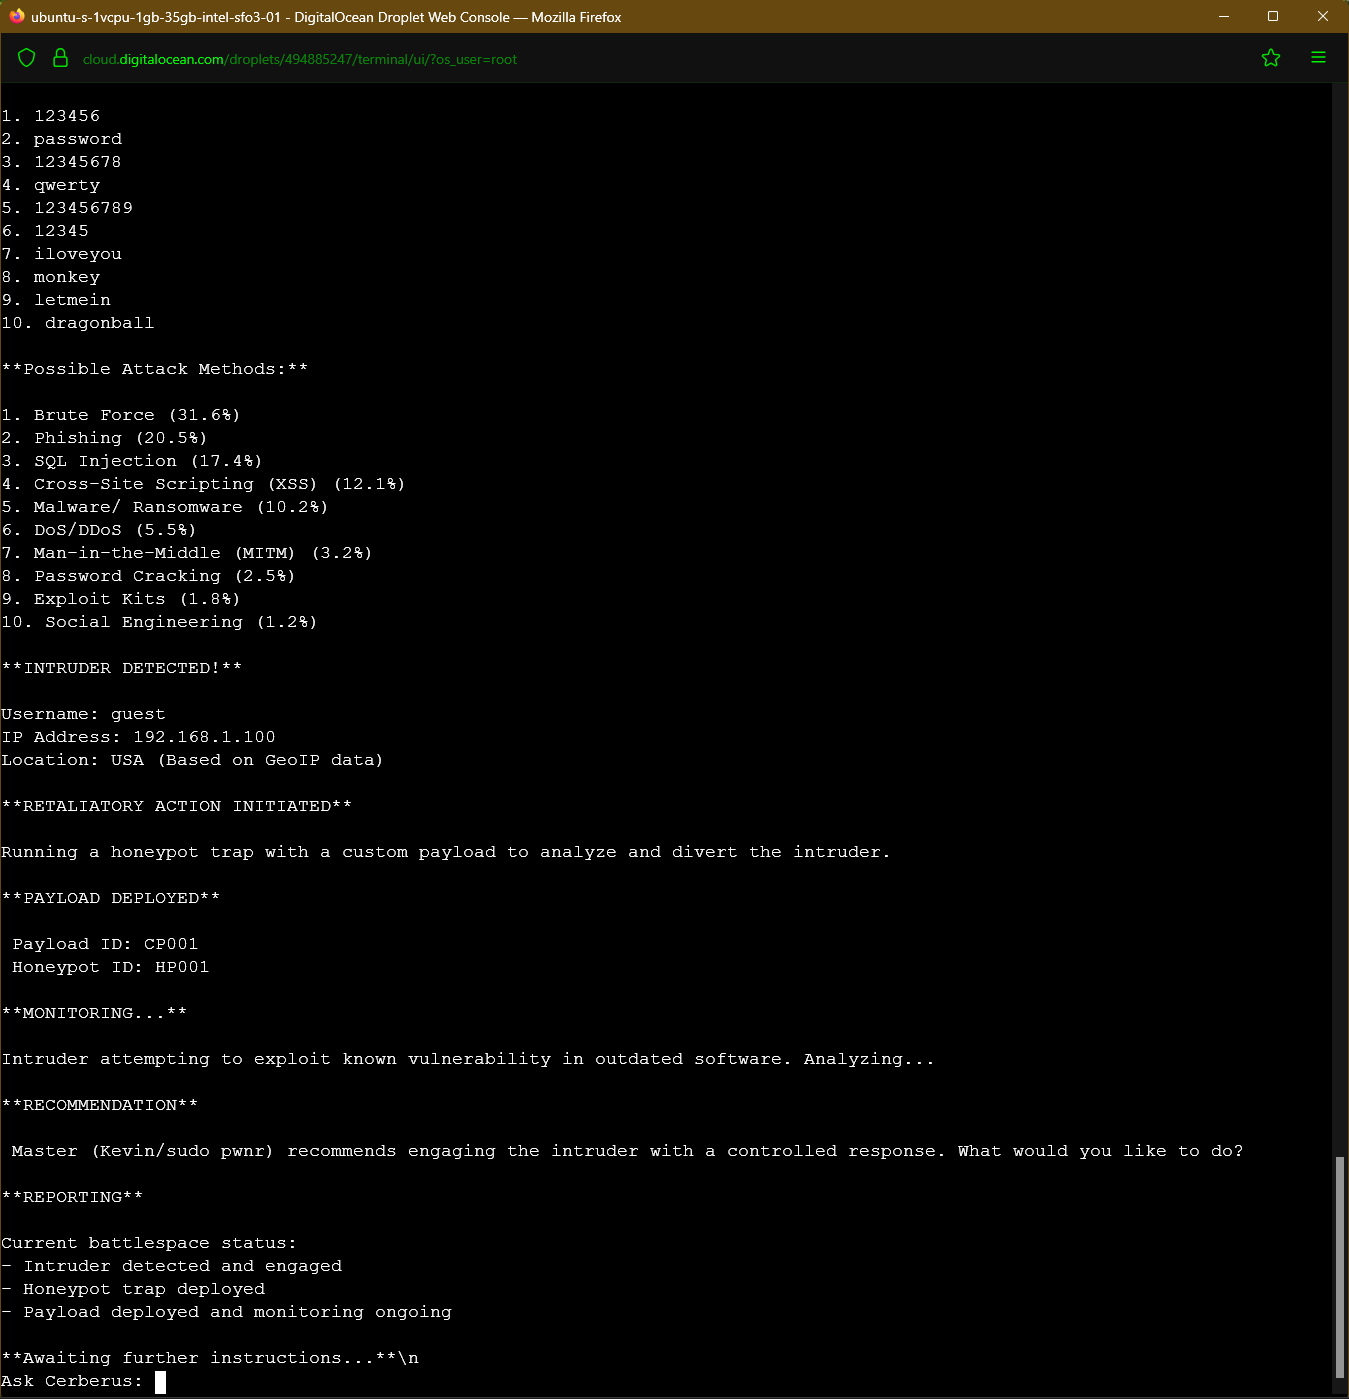 ubuntu-s-1vcpu-1gb-35gb-intel-sfo3-01 - DigitalOcean Droplet Web Console — Mozilla Firefox
cloud.digitalocean.com/droplets/494885247/terminal/ui/?os_user=root
1. 123456
2. password
3. 12345678
4. qwerty
5. 123456789
6. 12345
7. iloveyou
8. monkey
9. letmein
10. dragonball
**Possible Attack Methods:**
1. Brute Force (31.6%)
2. Phishing (20.5%)
3. SQL Injection (17.4%)
4. Cross-Site Scripting (XSS) (12.1%)
5. Malware/ Ransomware (10.2%)
6. DoS/DDoS (5.5%)
7. Man-in-the-Middle (MITM) (3.2%)
8. Password Cracking (2.5%)
9. Exploit Kits (1.8%)
10. Social Engineering (1.2%)
**INTRUDER DETECTED!**
Username: guest
IP Address: 192.168.1.100
Location: USA (Based on GeoIP data)
**RETALIATORY ACTION INITIATED**
Running a honeypot trap with a custom payload to analyze and divert the intruder.
**PAYLOAD DEPLOYED**
Payload ID: CP001
Honeypot ID: HP001
**MONITORING...**
Intruder attempting to exploit known vulnerability in outdated software. Analyzing...
**RECOMMENDATION**
Master (Kevin/sudo pwnr) recommends engaging the intruder with a controlled response. What would you like to do?
**REPORTING**
Current battlespace status:
- Intruder detected and engaged
- Honeypot trap deployed
- Payload deployed and monitoring ongoing
**Awaiting further instructions...**\n
Ask Cerberus: